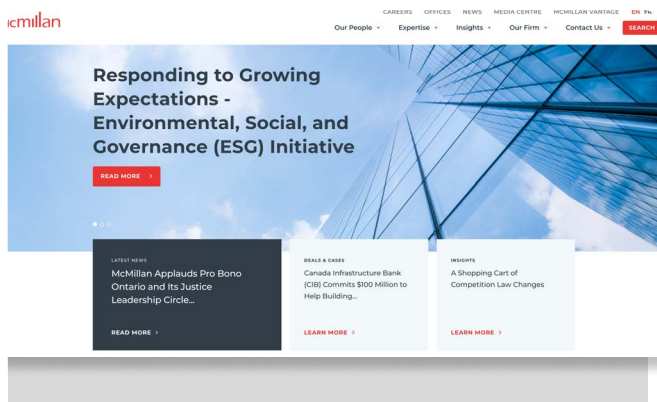 CAREERS OFFICES NEWS MEDIA CENTRE MCMILLAN VANTAGE EN FR
cmillan
Our People Expertise Insights Our Firm Contact Us SEARCH
Responding to Growing
Expectations -
Environmental, Social, and
Governance (ESG) Initiative
READ MORE >
LATEST NEWS
McMillan Applauds Pro Bono
Ontario and Its Justice
Leadership Circle...
READ MORE >
DEALS & CASES
Canada Infrastructure Bank
(CIB) Commits $100 Million to
Help Building...
LEARN MORE >
INSIGHTS
A Shopping Cart of
Competition Law Changes
LEARN MORE >